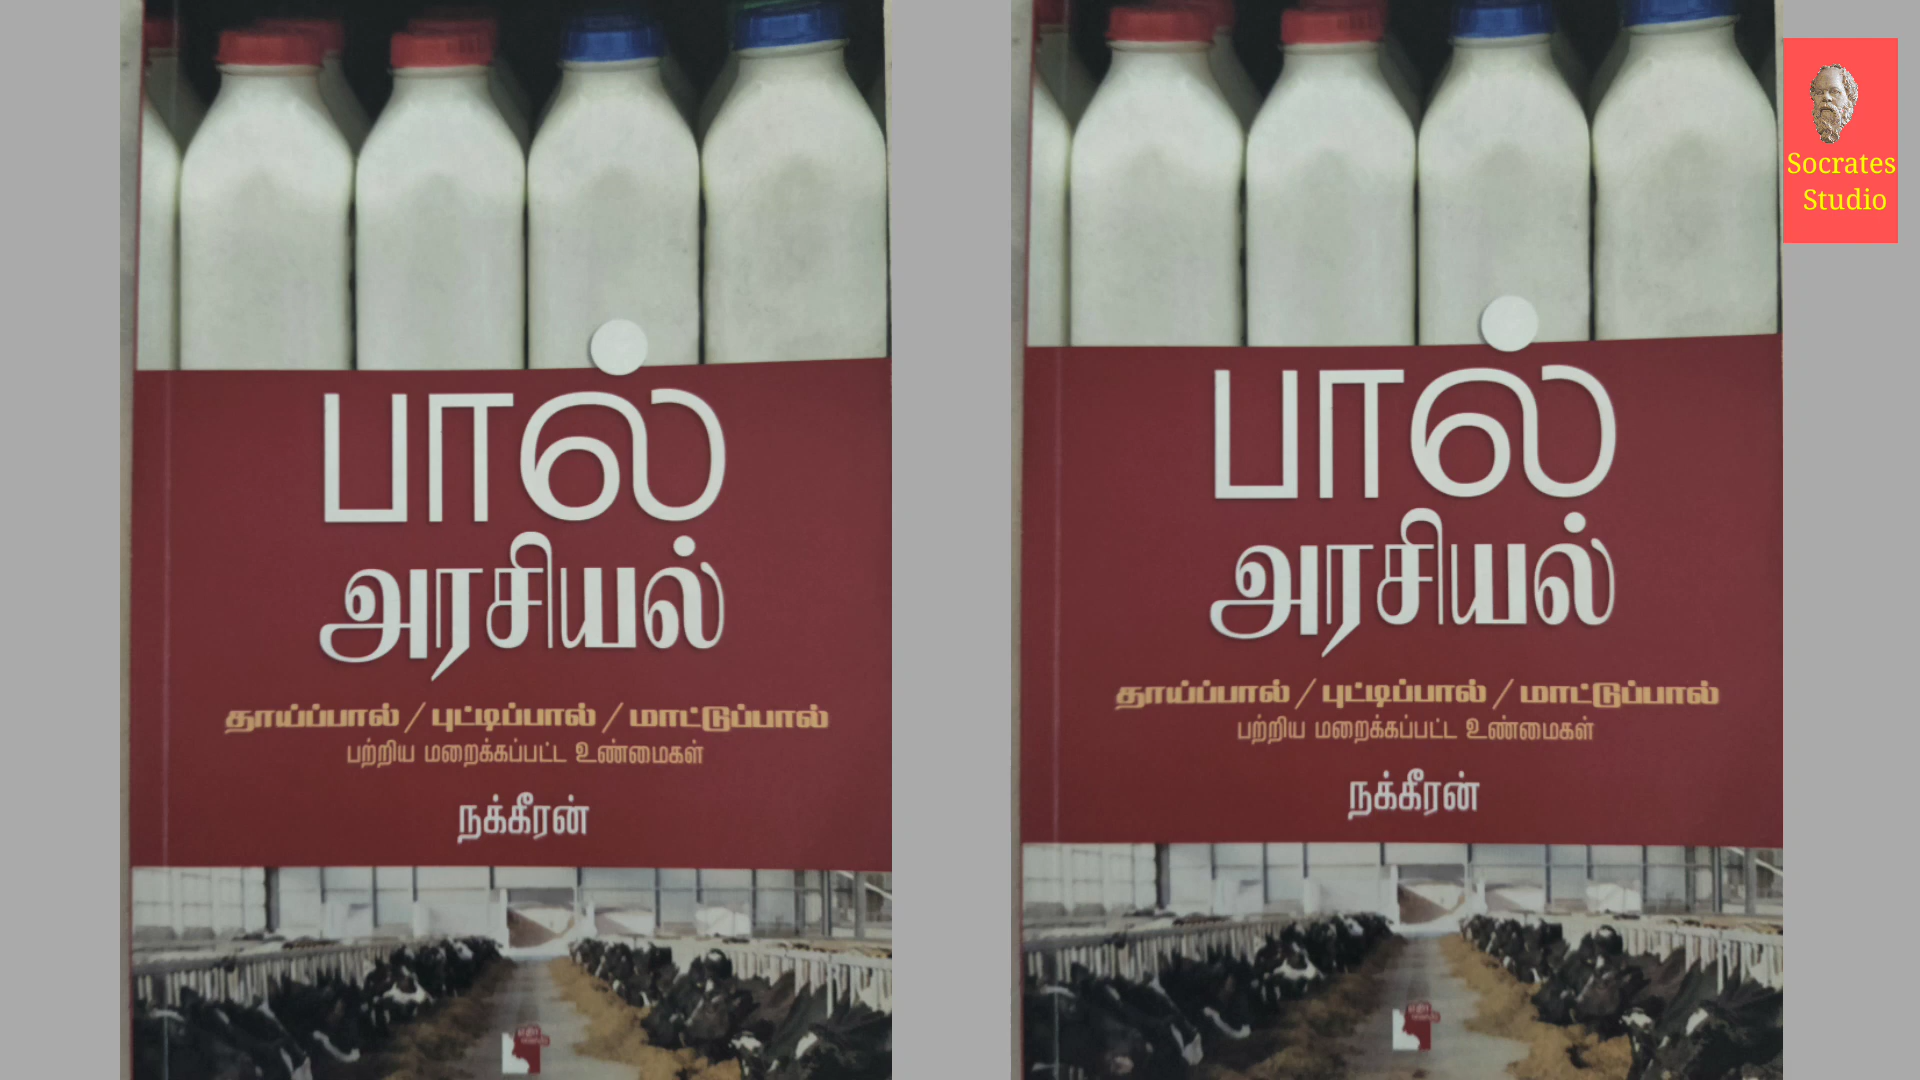 பால்
அரசியல்
தாய்ப்பால் / புட்டிப்பால் / மாட்டுப்பால்
பற்றிய மறைக்கப்பட்ட உண்மைகள்
நக்கீரன்
பால்
அரசியல்
தாய்ப்பால் / புட்டிப்பால் / மாட்டுப்பால்
பற்றிய மறைக்கப்பட்ட உண்மைகள்
நக்கீரன்
Socrates
Studio